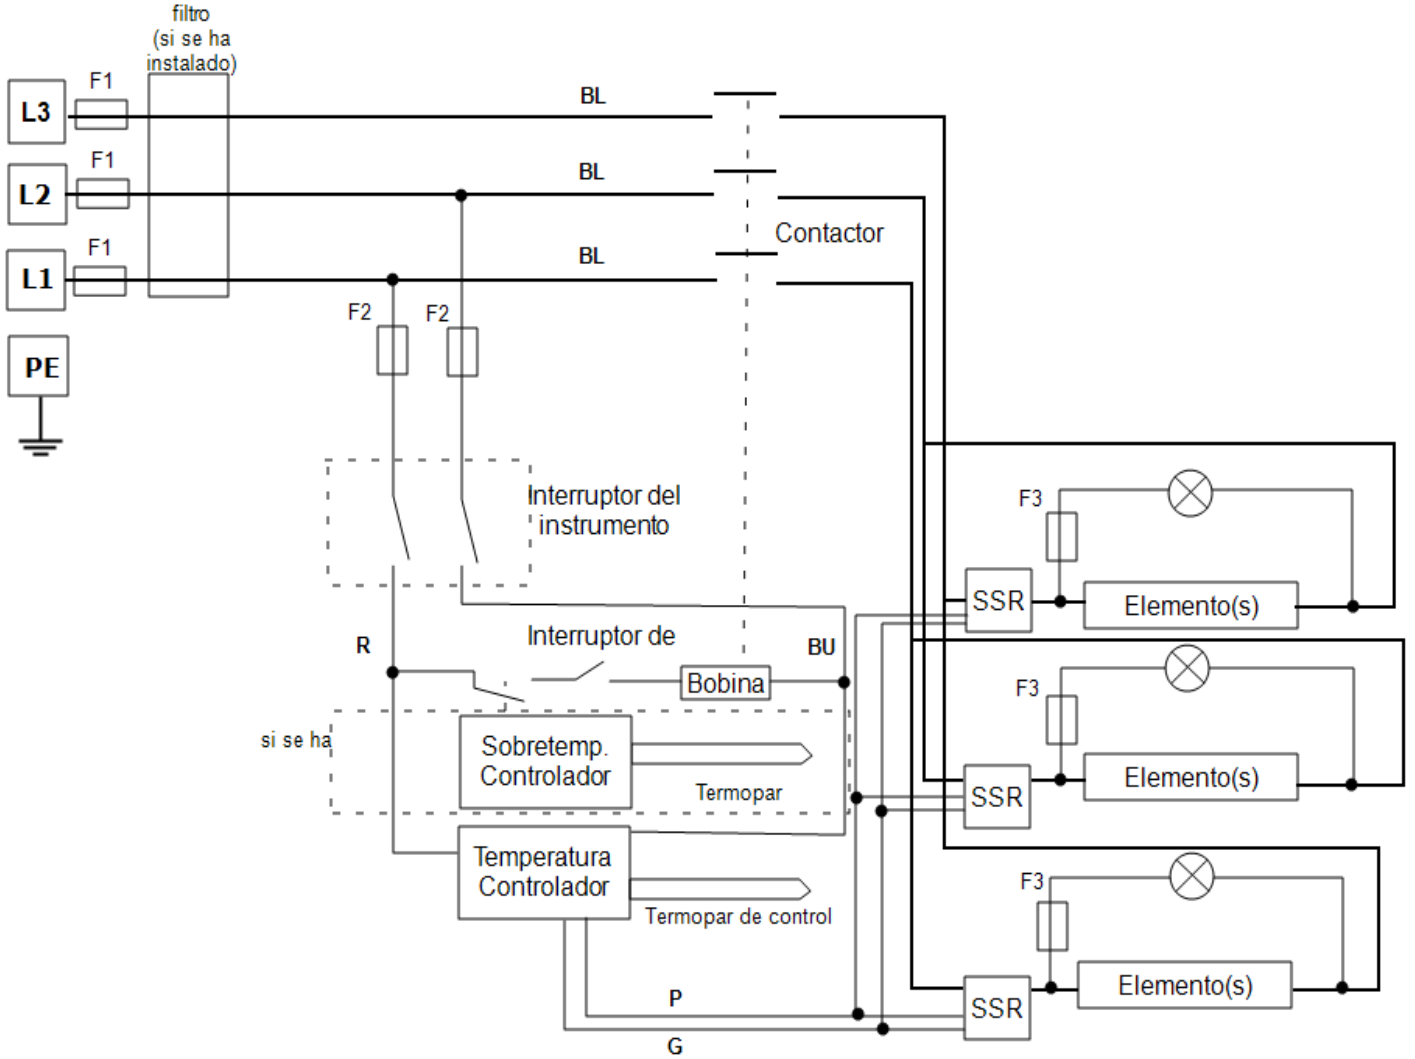 filtro
(si se ha
instalado)
F1
L3
BL
F1
L2
BL
Contactor
F1
L1
BL
F2
F2
PE
Interruptor del
instrumento
F3
SSR
Elemento(s)
R
Interruptor de
BU
Bobina
F3
si se ha
Sobretemp.
Controlador
Termopar
SSR
Elemento(s)
Temperatura
Controlador
Termopar de control
F3
SSR
Elemento(s)
P
G